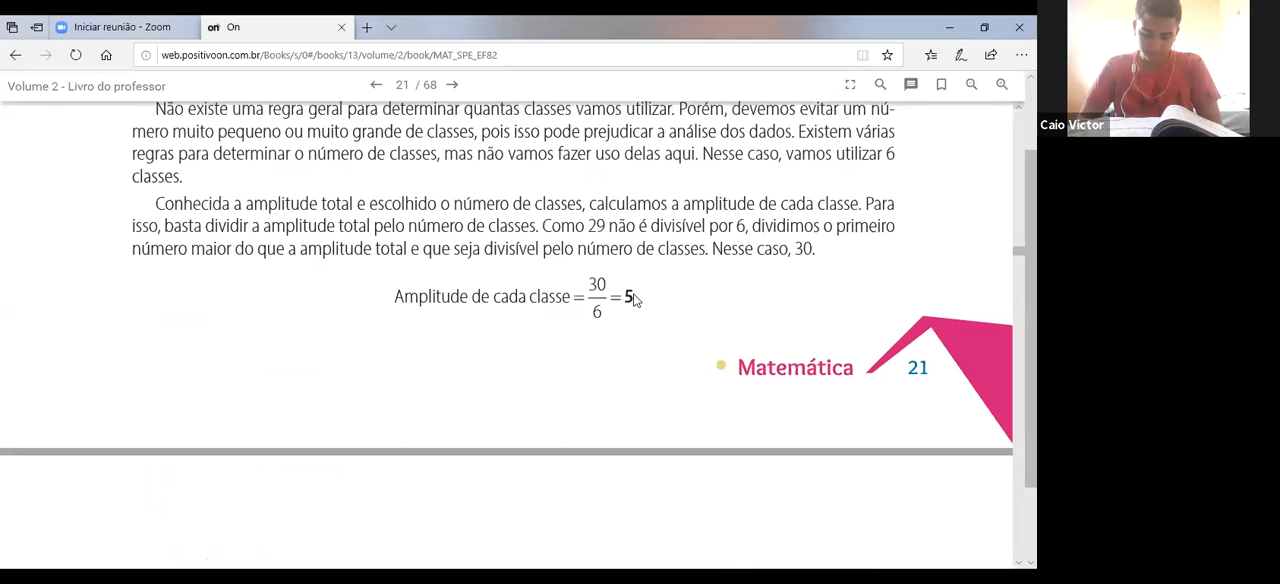 Iniciar reunião - Zoom
On
web.positivoon.com.br/Books/s/0#/books/13/volume/2/book/MAT_SPE_EF82
Volume 2 - Livro do professor
21 / 68
Caio Victor
Não existe uma regra geral para determinar quantas classes vamos utilizar. Porém, devemos evitar um nú-
mero muito pequeno ou muito grande de classes, pois isso pode prejudicar a análise dos dados. Existem várias
regras para determinar o número de classes, mas não vamos fazer uso delas aqui. Nesse caso, vamos utilizar 6
classes.
Conhecida a amplitude total e escolhido o número de classes, calculamos a amplitude de cada classe. Para
isso, basta dividir a amplitude total pelo número de classes. Como 29 não é divisível por 6, dividimos o primeiro
número maior do que a amplitude total e que seja divisível pelo número de classes. Nesse caso, 30.
Amplitude de cada classe = 30/6 = 5
Matemática 21